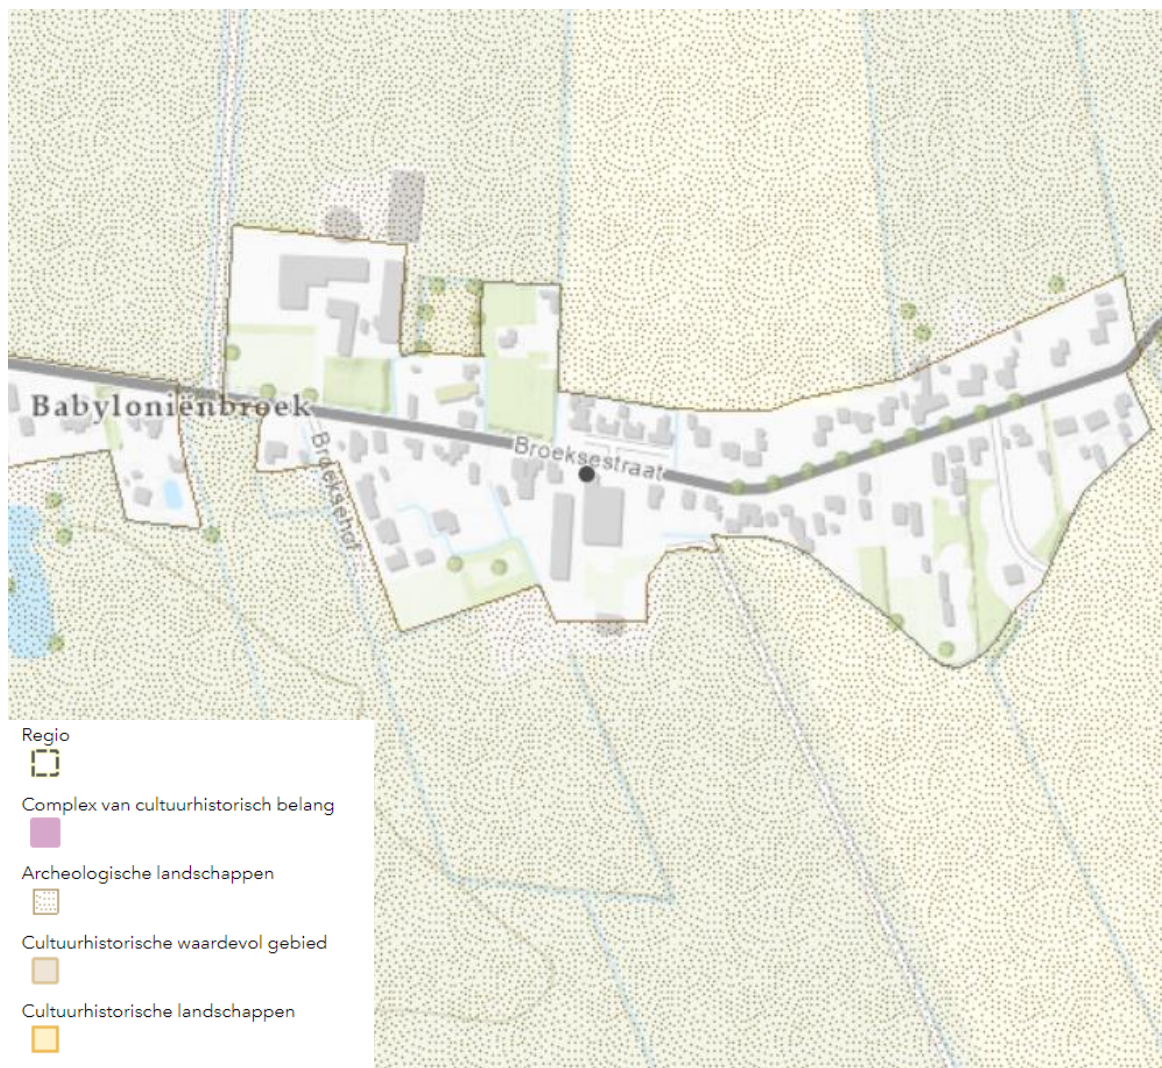 Babyloniënbroek
Broeksestraat
Broeksehof
Regio
Complex van cultuurhistorisch belang
Archeologische landschappen
Cultuurhistorische waardevol gebied
Cultuurhistorische landschappen